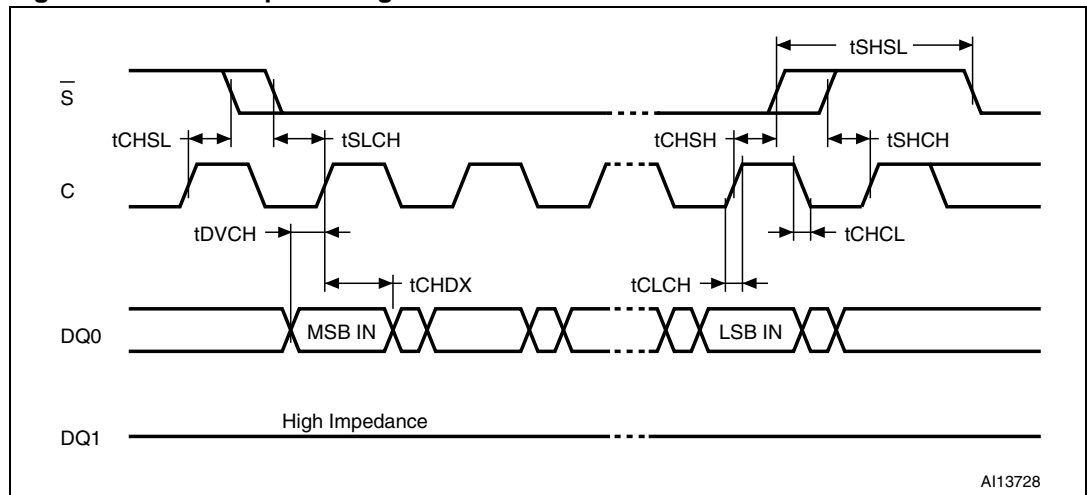 tSHSL
S
tCHSL
tSLCH
tCHSH
tSHCH
C
tDVCH
tCHCL
tCHDX
tCLCH
DQ0
MSB IN
LSB IN
High Impedance
DQ1
AI13728